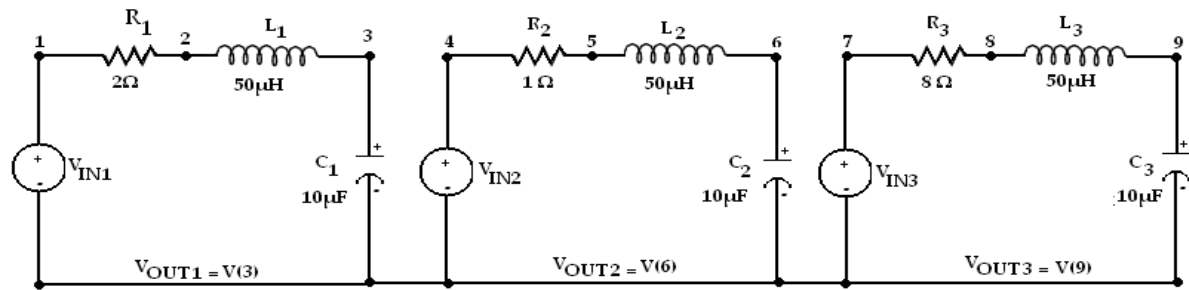 1 R1 2 L1 3
2Ω 50μH
VIN1
+
-
C1
10μF
+
-
VOUT1 = V(3)
4 R2 5 L2 6
1 Ω 50μH
VIN2
+
-
C2
10μF
+
-
VOUT2 = V(6)
7 R3 8 L3 9
8 Ω 50μH
VIN3
+
-
C3
10μF
+
-
VOUT3 = V(9)